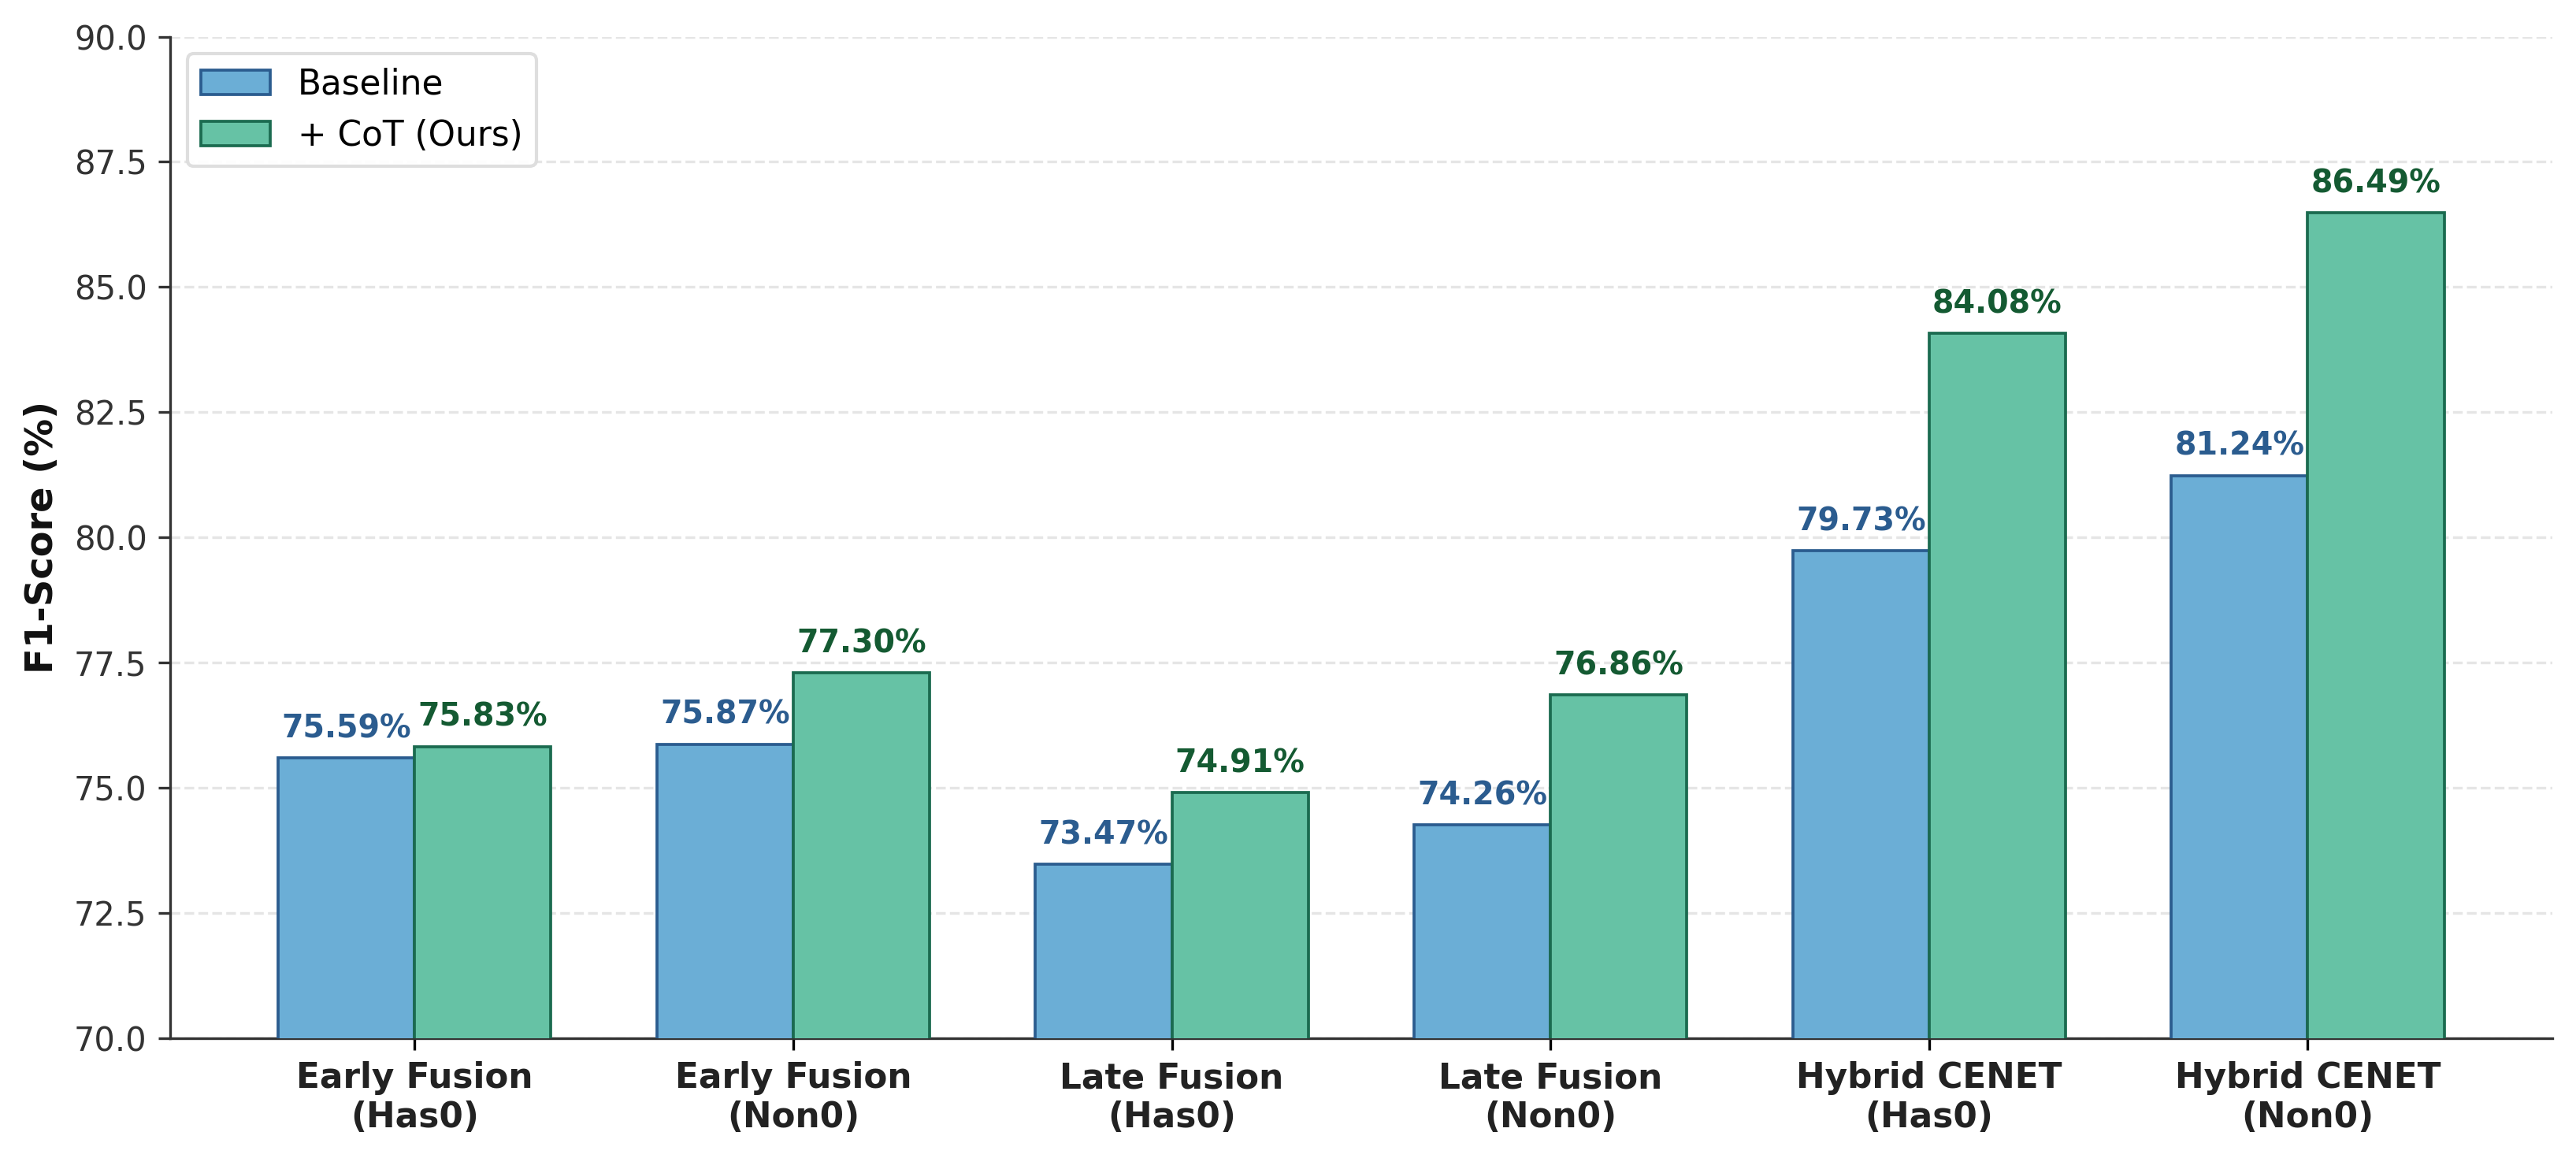 90.0
87.5
85.0
82.5
80.0
77.5
75.0
72.5
70.0
F1-Score (%)
Baseline
+ CoT (Ours)
75.59%
75.83%
75.87%
77.30%
73.47%
74.91%
74.26%
76.86%
79.73%
84.08%
81.24%
86.49%
Early Fusion
(Has0)
Early Fusion
(Non0)
Late Fusion
(Has0)
Late Fusion
(Non0)
Hybrid CENET
(Has0)
Hybrid CENET
(Non0)